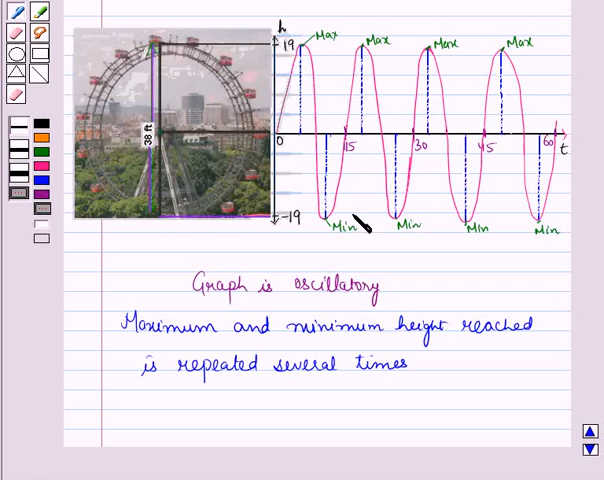 h
19
Max
Max
Max
Max
38 ft
0
15
30
45
60
t
-19
Min
Min
Min
Min
Graph is oscillatory
Maximum and minimum height reached
is repeated several times